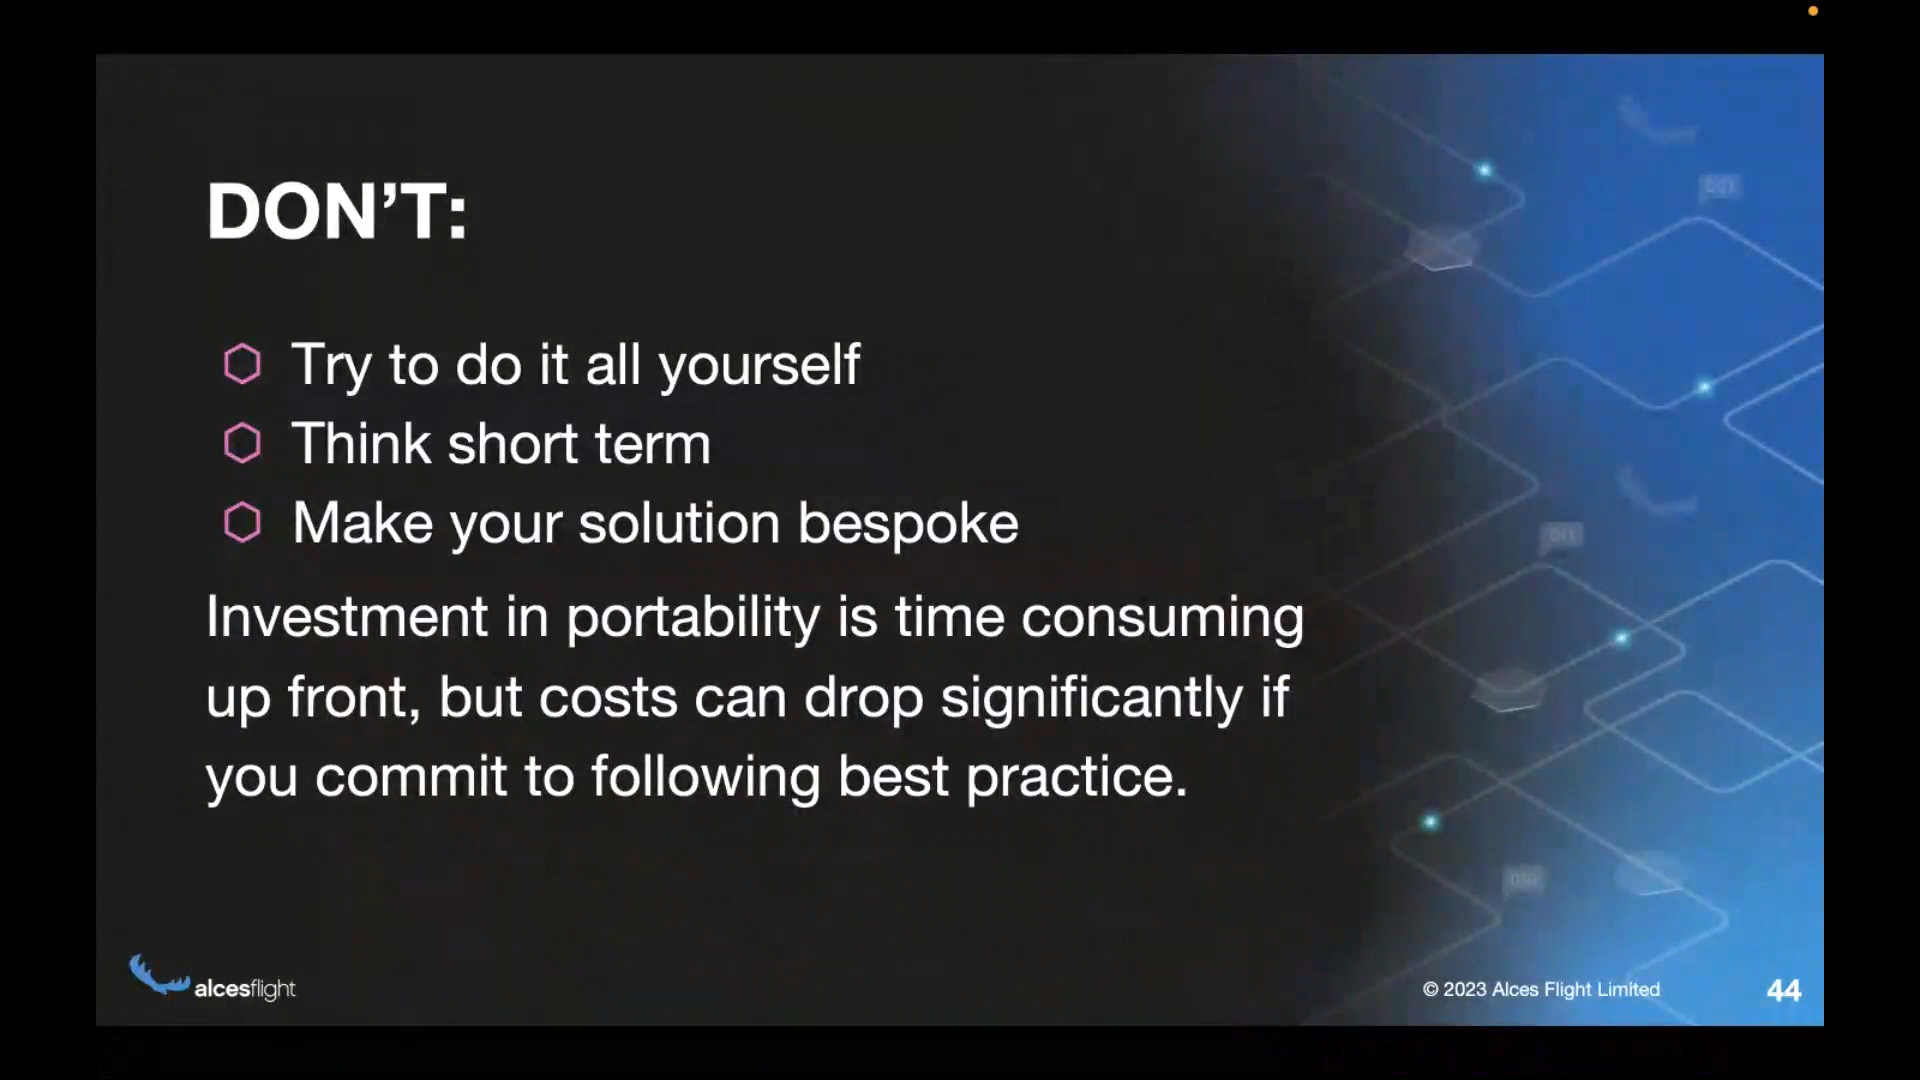 DON’T:
Try to do it all yourself
Think short term
Make your solution bespoke
Investment in portability is time consuming
up front, but costs can drop significantly if
you commit to following best practice.
alcesflight
© 2023 Alces Flight Limited
44